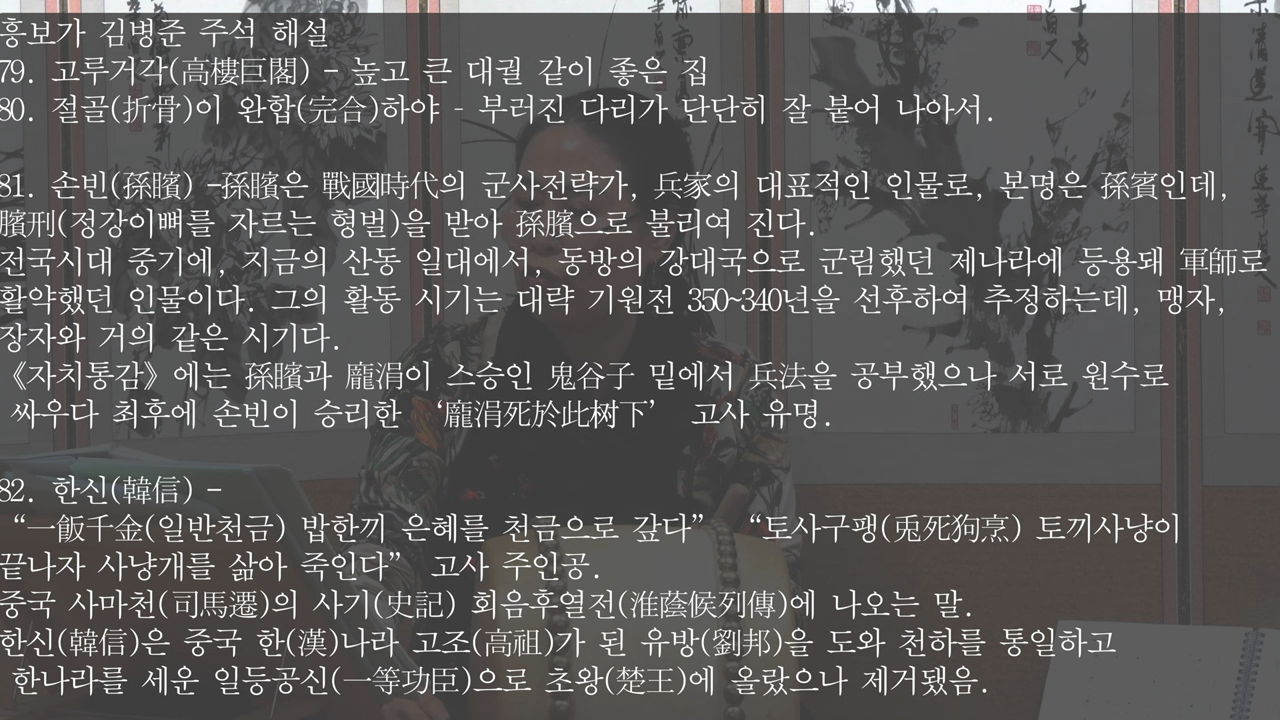 흥보가 김병준 주석 해설
79. 고루거각(高樓巨閣) – 높고 큰 대궐 같이 좋은 집
80. 절골(折骨)이 완합(完合)하야 - 부러진 다리가 단단히 잘 붙어 나아서.
81. 손빈(孫臏) –孫臏은 戰國時代의 군사전략가, 兵家의 대표적인 인물로, 본명은 孫賓인데,
臏刑(정강이뼈를 자르는 형벌)을 받아 孫臏으로 불리여 진다.
전국시대 중기에, 지금의 산동 일대에서, 동방의 강대국으로 군림했던 제나라에 등용돼 軍師로
활약했던 인물이다. 그의 활동 시기는 대략 기원전 350~340년을 선후하여 추정하는데, 맹자,
장자와 거의 같은 시기다.
《자치통감》에는 孫臏과 龐涓이 스승인 鬼谷子 밑에서 兵法을 공부했으나 서로 원수로
싸우다 최후에 손빈이 승리한 ‘龐涓死於此树下’ 고사 유명.
82. 한신(韓信) –
“一飯千金(일반천금) 밥한끼 은혜를 천금으로 갚다” “토사구팽(兎死狗烹) 토끼사냥이
끝나자 사냥개를 삶아 죽인다” 고사 주인공.
중국 사마천(司馬遷)의 사기(史記) 회음후열전(淮蔭候列傳)에 나오는 말.
한신(韓信)은 중국 한(漢)나라 고조(高祖)가 된 유방(劉邦)을 도와 천하를 통일하고
한나라를 세운 일등공신(一等功臣)으로 초왕(楚王)에 올랐으나 제거됐음.